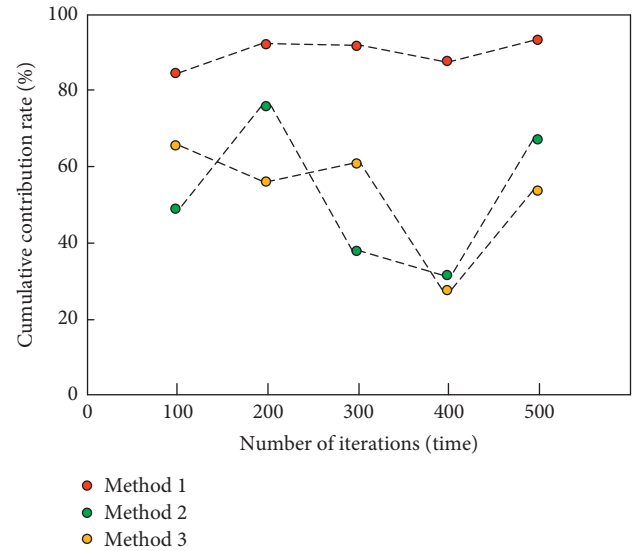 100
80
60
40
20
0
Cumulative contribution rate (%)
0 100 200 300 400 500
Number of iterations (time)
Method 1
Method 2
Method 3